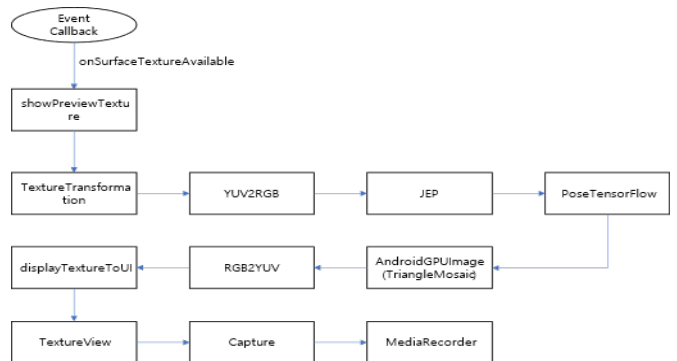 Event
Callback
onSurfaceTextureAvailable
showPreviewTextu
re
TextureTransforma
tion
YUV2RGB
JEP
PoseTensorFlow
displayTextureToUI
RGB2YUV
AndroidGPUImage
(TriangleMosaic)
TextureView
Capture
MediaRecorder